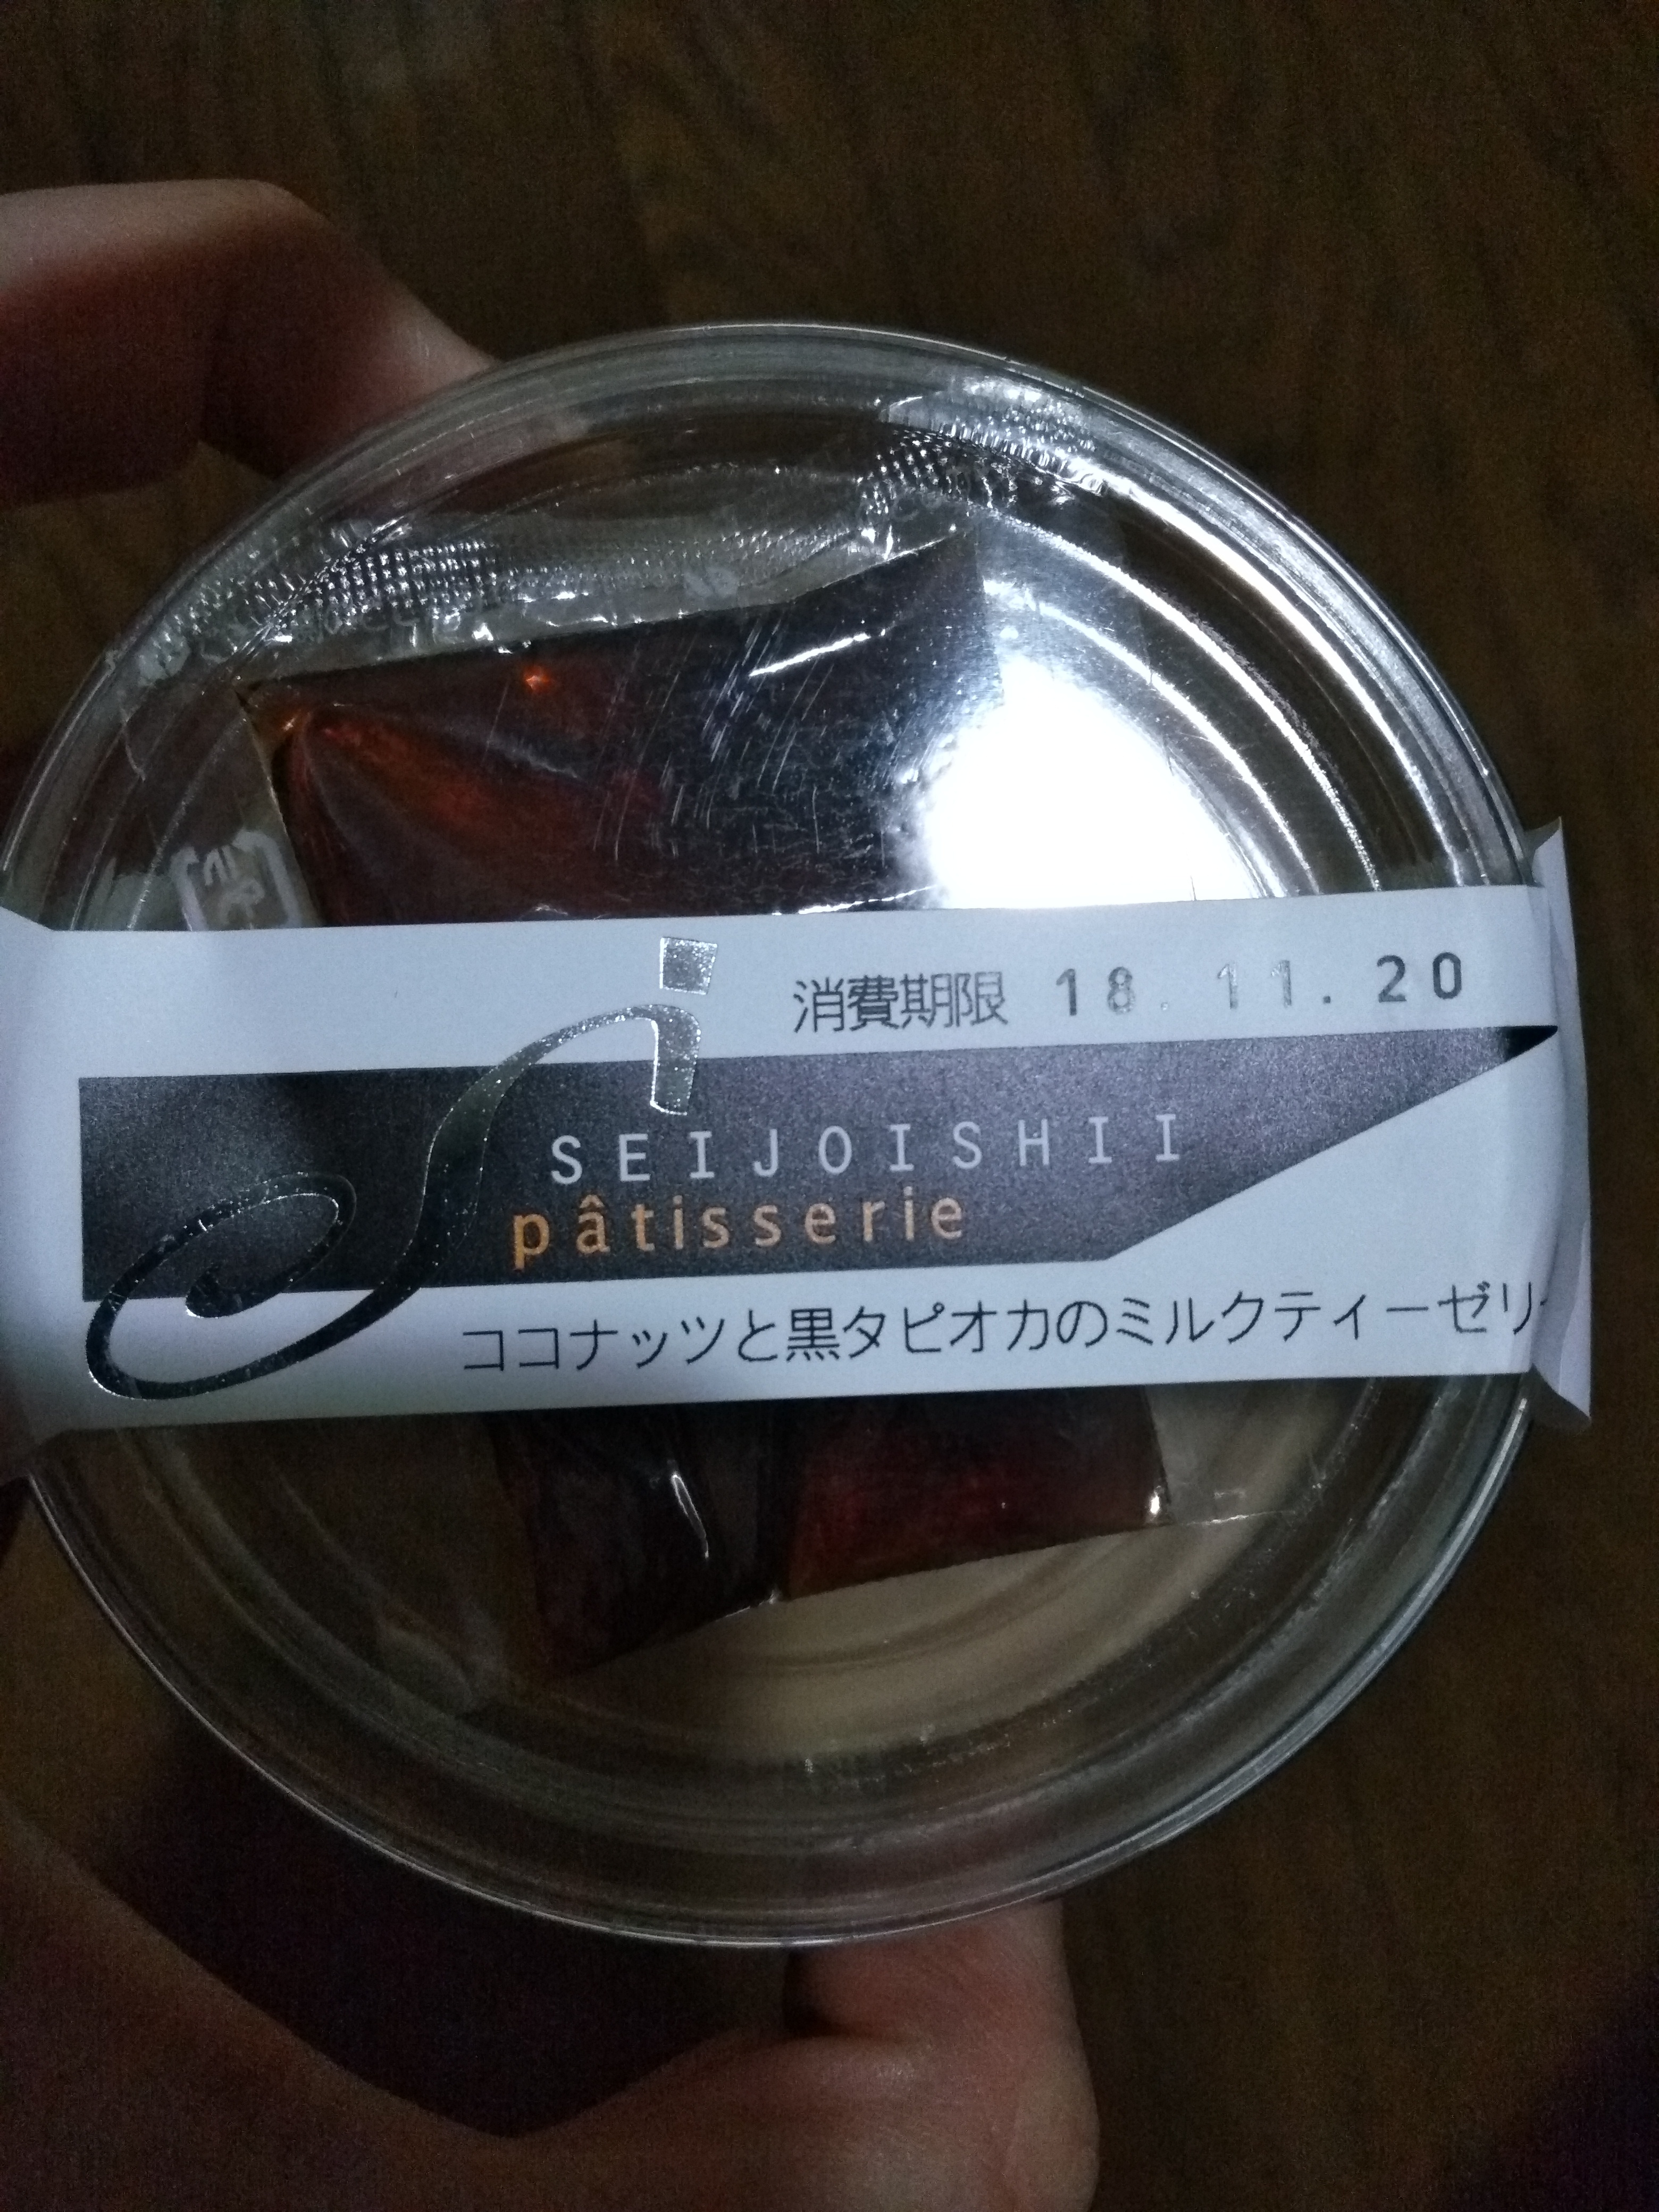 消費期限 18.11.20
SEIJOISHII
pâtisserie
ココナッツと黒タピオカのミルクティーゼリー